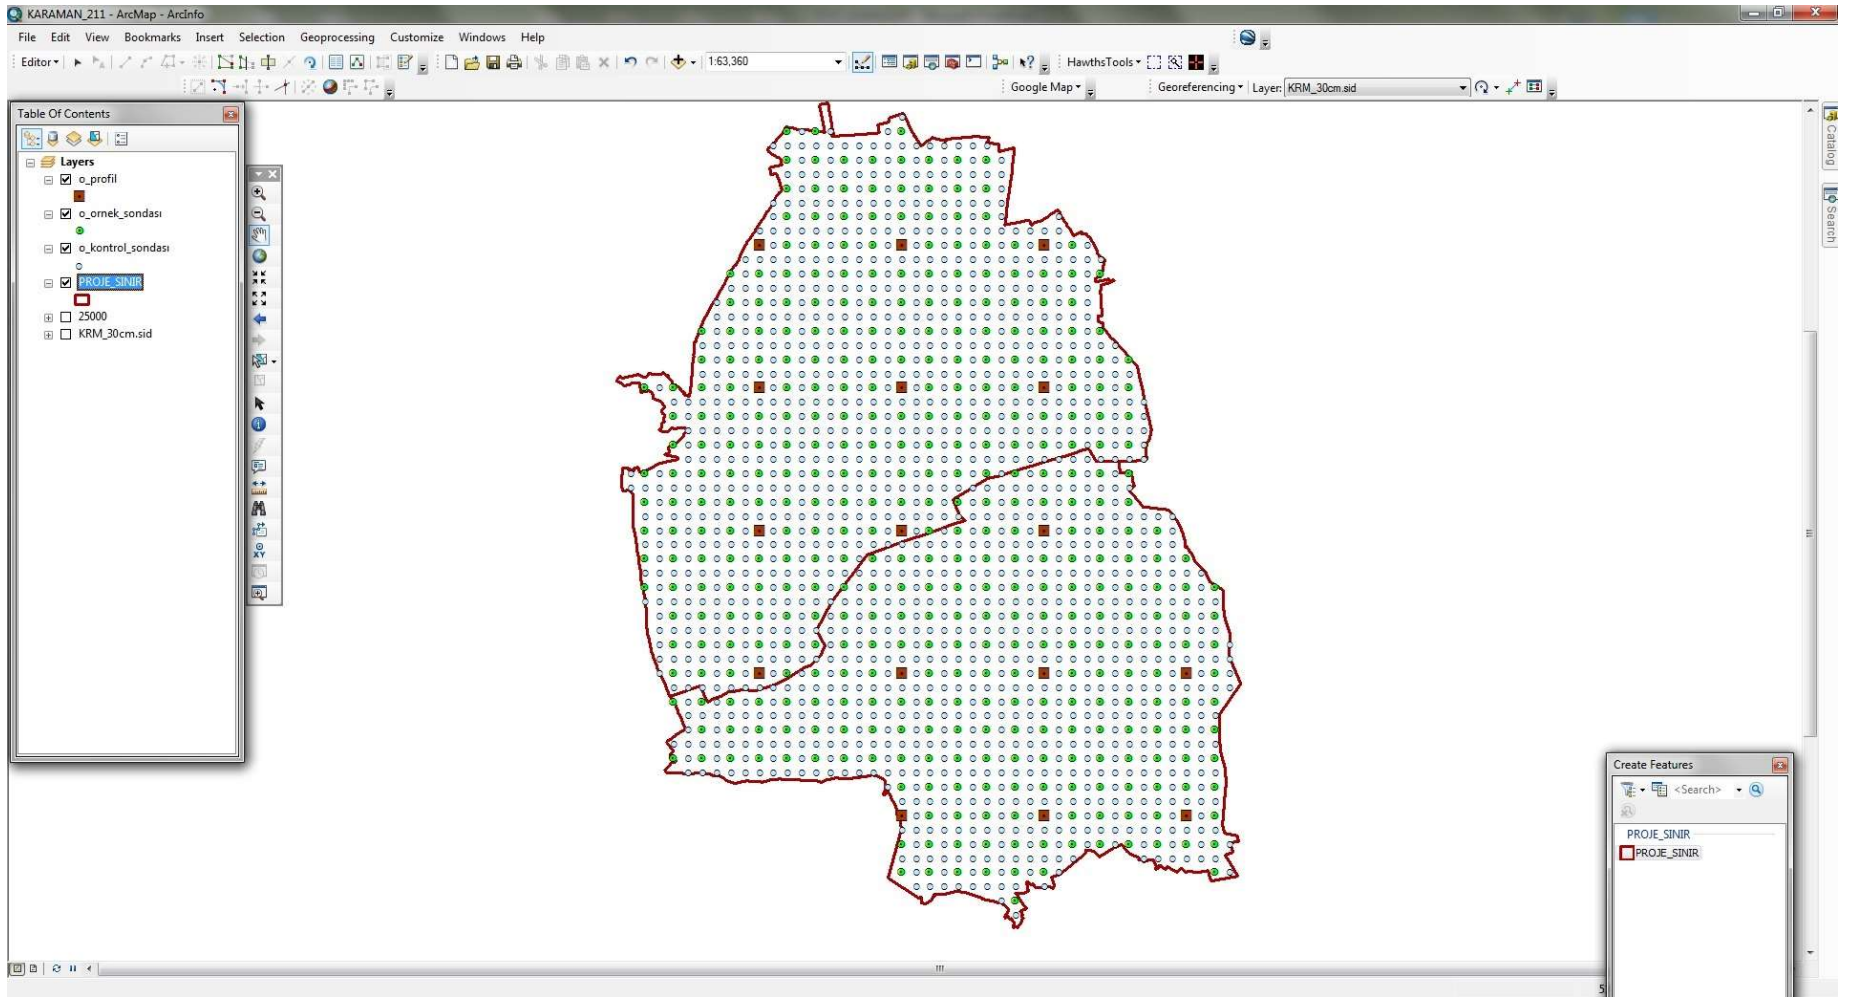 KARAMAN_211 - ArcMap - ArcInfo
File Edit View Bookmarks Insert Selection Geoprocessing Customize Windows Help
Editor 1:63,360 HawthsTools
Google Map Georeferencing Layer: KRM_30cm.sid
Table Of Contents
Layers
o_profil
o_ornek_sondası
o_kontrol_sondası
PROJE_SINIR
25000
KRM_30cm.sid
XY
Catalog
Search
Create Features
<Search>
PROJE_SINIR
PROJE_SINIR